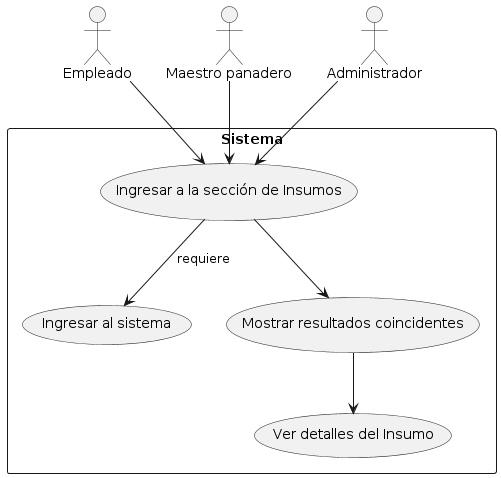 Empleado
Maestro panadero
Administrador
Sistema
Ingresar a la sección de Insumos
requiere
Ingresar al sistema
Mostrar resultados coincidentes
Ver detalles del Insumo